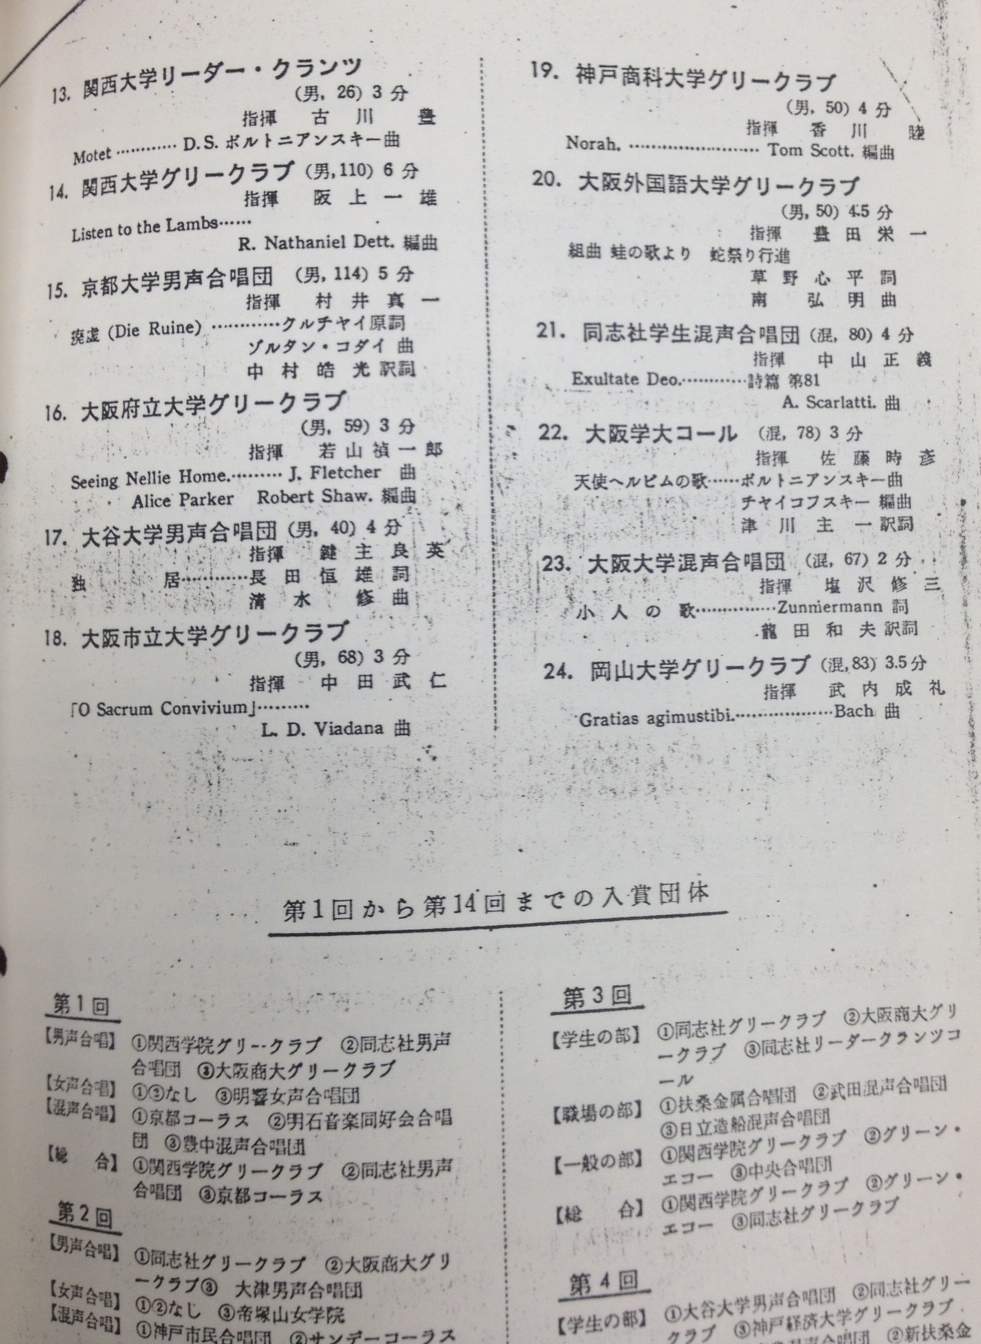 13. 関西大学リーダー・クランツ
(男, 26) 3 分
指揮 古川 豊
Motet ………… D.S. ボルトニアンスキー曲
14. 関西大学グリークラブ (男, 110) 6 分
指揮 阪上一雄
Listen to the Lambs……
R. Nathaniel Dett. 編曲
15. 京都大学男声合唱団 (男, 114) 5 分
指揮 村井真一
廃虚 (Die Ruine) …………クルチャイ原詞
ゾルタン・コダイ 曲
中村皓光訳詞
16. 大阪府立大学グリークラブ
(男, 59) 3 分
指揮 若山禎一郎
Seeing Nellie Home.……… J. Fletcher 曲
Alice Parker Robert Shaw. 編曲
17. 大谷大学男声合唱団 (男, 40) 4 分
指揮 鍵主良英
独居…………長田恒雄詞
清水 修曲
18. 大阪市立大学グリークラブ
(男, 68) 3 分
指揮 中田武仁
「O Sacrum Convivium」………
L. D. Viadana 曲
19. 神戸商科大学グリークラブ
(男, 50) 4 分
指揮 香川 睦
Norah. …………………… Tom Scott. 編曲
20. 大阪外国語大学グリークラブ
(男, 50) 4.5 分
指揮 豊田栄一
組曲 蛙の歌より 蛇祭り行進
草野心平詞
南 弘明曲
21. 同志社学生混声合唱団 (混, 80) 4 分
指揮 中山正義
Exultate Deo.…………詩篇 第81
A. Scarlatti. 曲
22. 大阪学大コール (混, 78) 3 分
指揮 佐藤時彦
天使ヘルビムの歌……ボルトニアンスキー曲
チャイコフスキー 編曲
津川主一訳詞
23. 大阪大学混声合唱団 (混, 67) 2 分
指揮 塩沢修三
小人の歌……………Zunniermann 詞
龍田和夫訳詞
24. 岡山大学グリークラブ (混, 83) 3.5分
指揮 武内成礼
Gratias agimustibi.………………Bach 曲
第1回から第14回までの入賞団体
第1回
【男声合唱】 ①関西学院グリークラブ ②同志社男声
合唱団 ③大阪商大グリークラブ
【女声合唱】 ①②なし ③明響女声合唱団
【混声合唱】 ①京都コーラス ②明石音楽同好会合唱
団 ③豊中混声合唱団
【総合】 ①関西学院グリークラブ ②同志社男声
合唱団 ③京都コーラス
第2回
【男声合唱】 ①同志社グリークラブ ②大阪商大グリ
ークラブ③ 大津男声合唱団
【女声合唱】 ①②なし ③帝塚山女学院
【混声合唱】 ①神戸市民合唱団 ②サンデーコーラス
第3回
【学生の部】 ①同志社グリークラブ ②大阪商大グリ
ークラブ ③同志社リーダークランツコ
ール
【職場の部】 ①扶桑金属合唱団 ②武田混声合唱団
③日立造船混声合唱団
【一般の部】 ①関西学院グリークラブ ②グリーン・
エコー ③中央合唱団
【総合】 ①関西学院グリークラブ ②グリーン・
エコー ③同志社グリークラブ
第4回
【学生の部】 ①大谷大学男声合唱団 ②同志社グリー
クラブ ③神戸経済大学グリークラブ
②新扶桑金